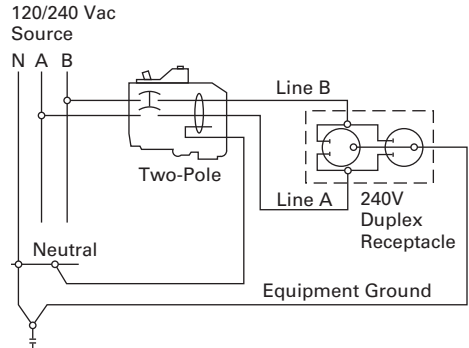 120/240 Vac
Source
N A B
Line B
Two-Pole
Line A
240V
Duplex
Receptacle
Neutral
Equipment Ground